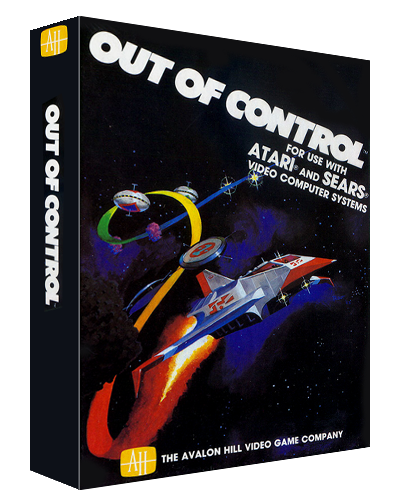 AH
OUT OF CONTROL
OUT OF CONTROL™
FOR USE WITH
ATARI® AND SEARS®
VIDEO COMPUTER SYSTEMS
AH
THE AVALON HILL VIDEO GAME COMPANY